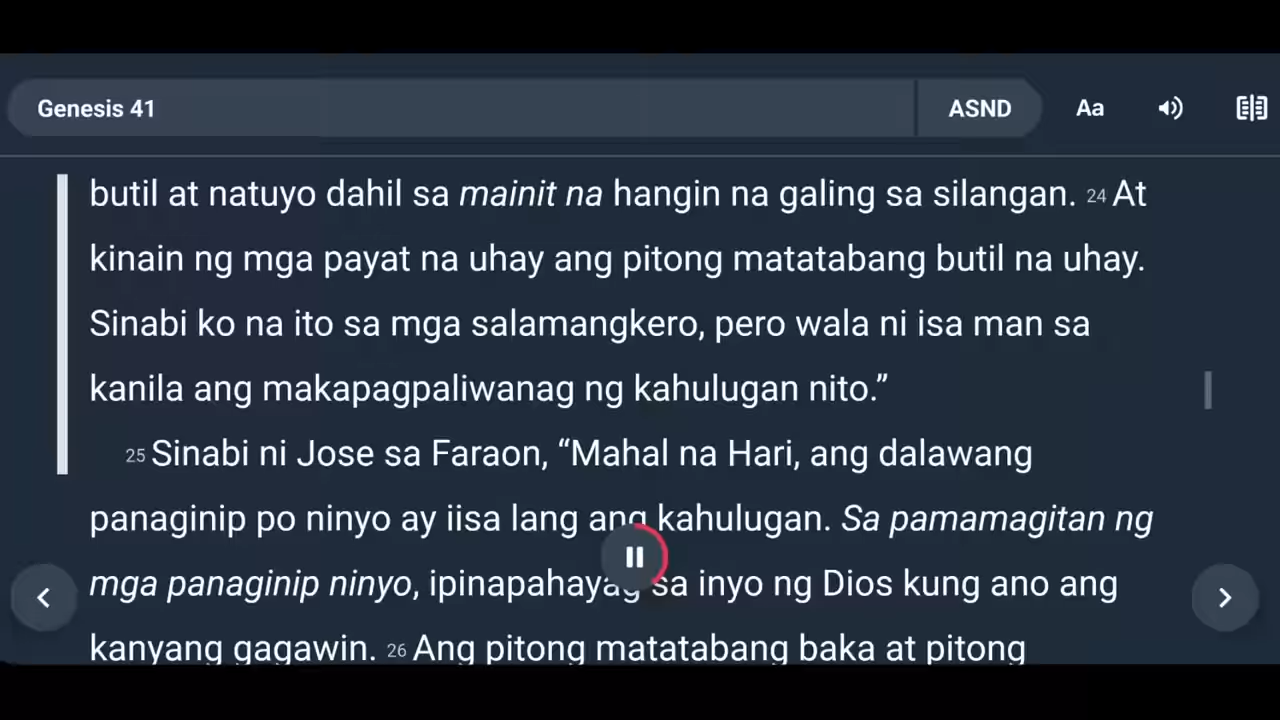 Genesis 41
ASND
Aa
butil at natuyo dahil sa mainit na hangin na galing sa silangan. 24 At
kinain ng mga payat na uhay ang pitong matatabang butil na uhay.
Sinabi ko na ito sa mga salamangkero, pero wala ni isa man sa
kanila ang makapagpaliwanag ng kahulugan nito.”
25 Sinabi ni Jose sa Faraon, “Mahal na Hari, ang dalawang
panaginip po ninyo ay iisa lang ang kahulugan. Sa pamamagitan ng
mga panaginip ninyo, ipinapahayag sa inyo ng Dios kung ano ang
kanyang gagawin. 26 Ang pitong matatabang baka at pitong